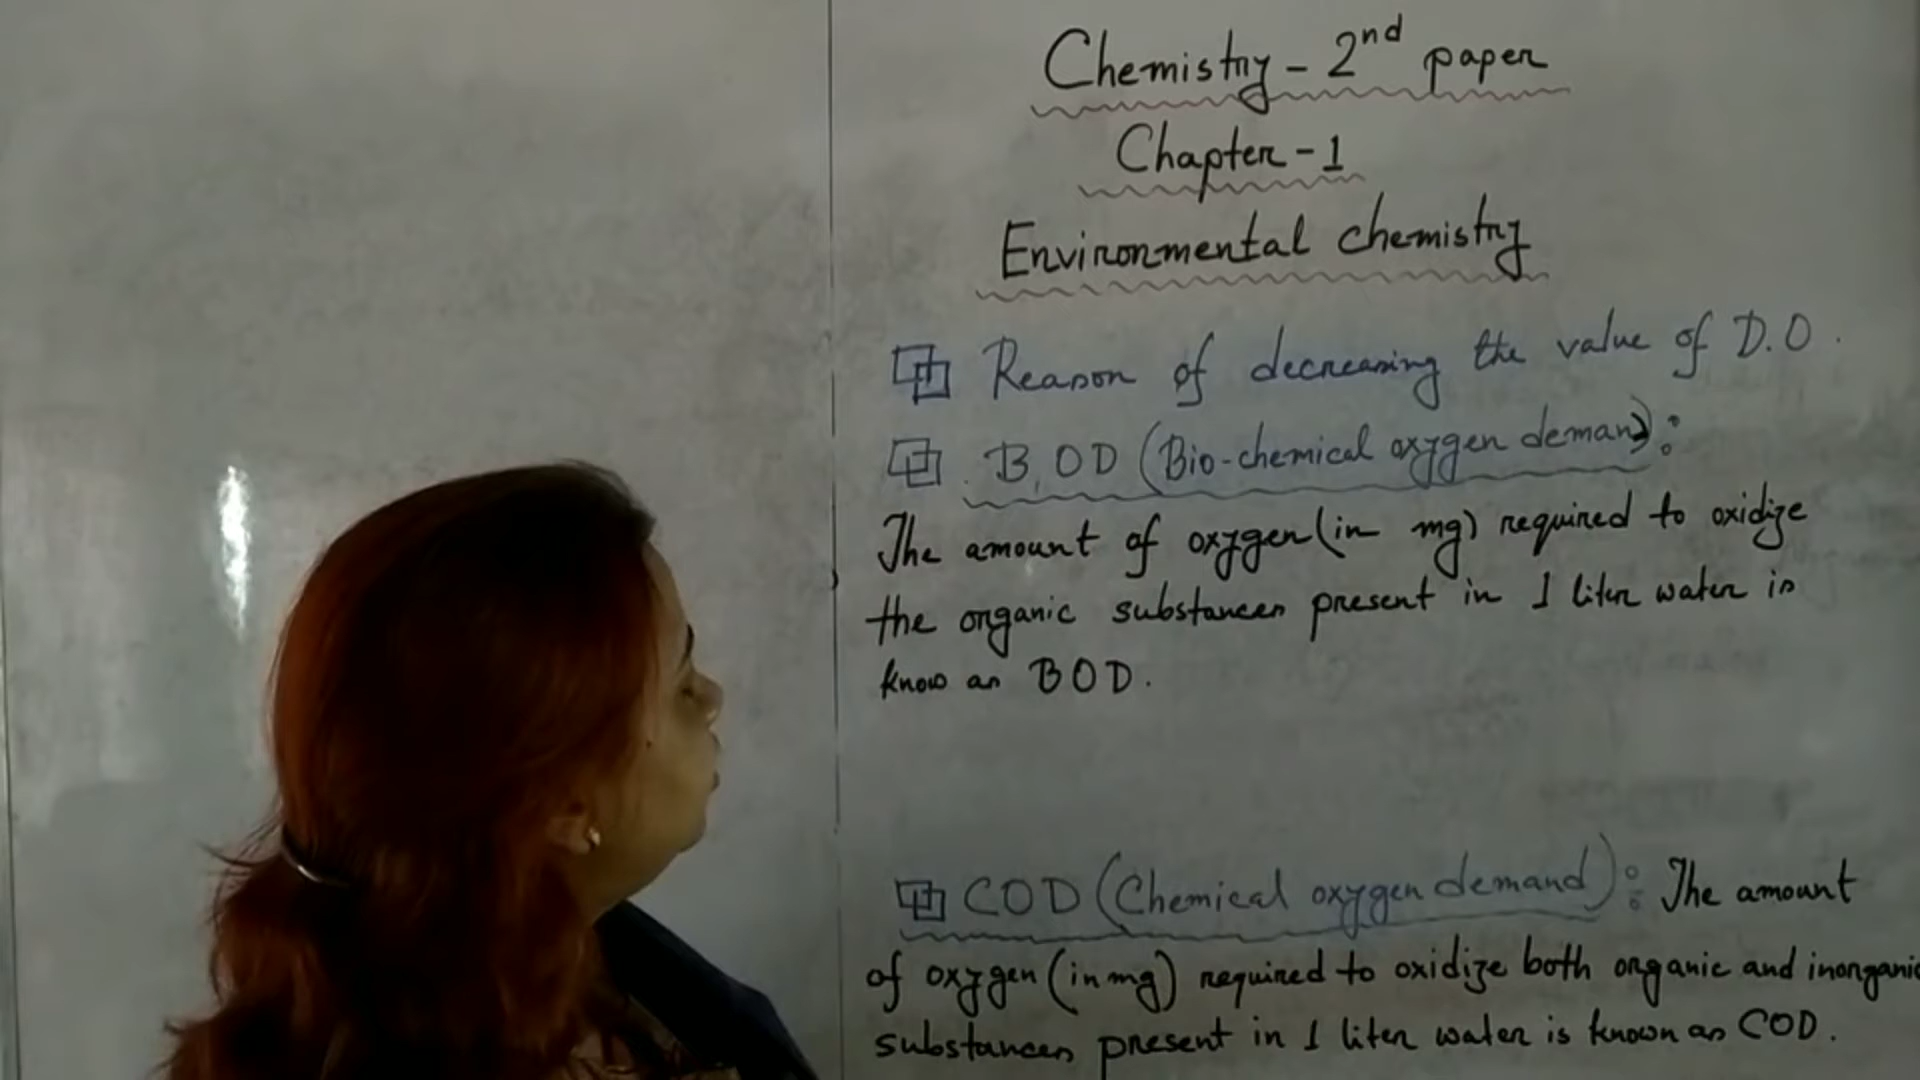 Chemistry - 2nd paper
Chapter - 1
Environmental chemistry
Reason of decreasing the value of D.O.
B.OD (Bio-chemical oxygen demand):
The amount of oxygen (in mg) required to oxidize
the organic substances present in 1 liter water is
know as BOD.
COD (Chemical oxygen demand): The amount
of oxygen (in mg) required to oxidize both organic and inorganic
substances present in 1 liter water is known as COD.